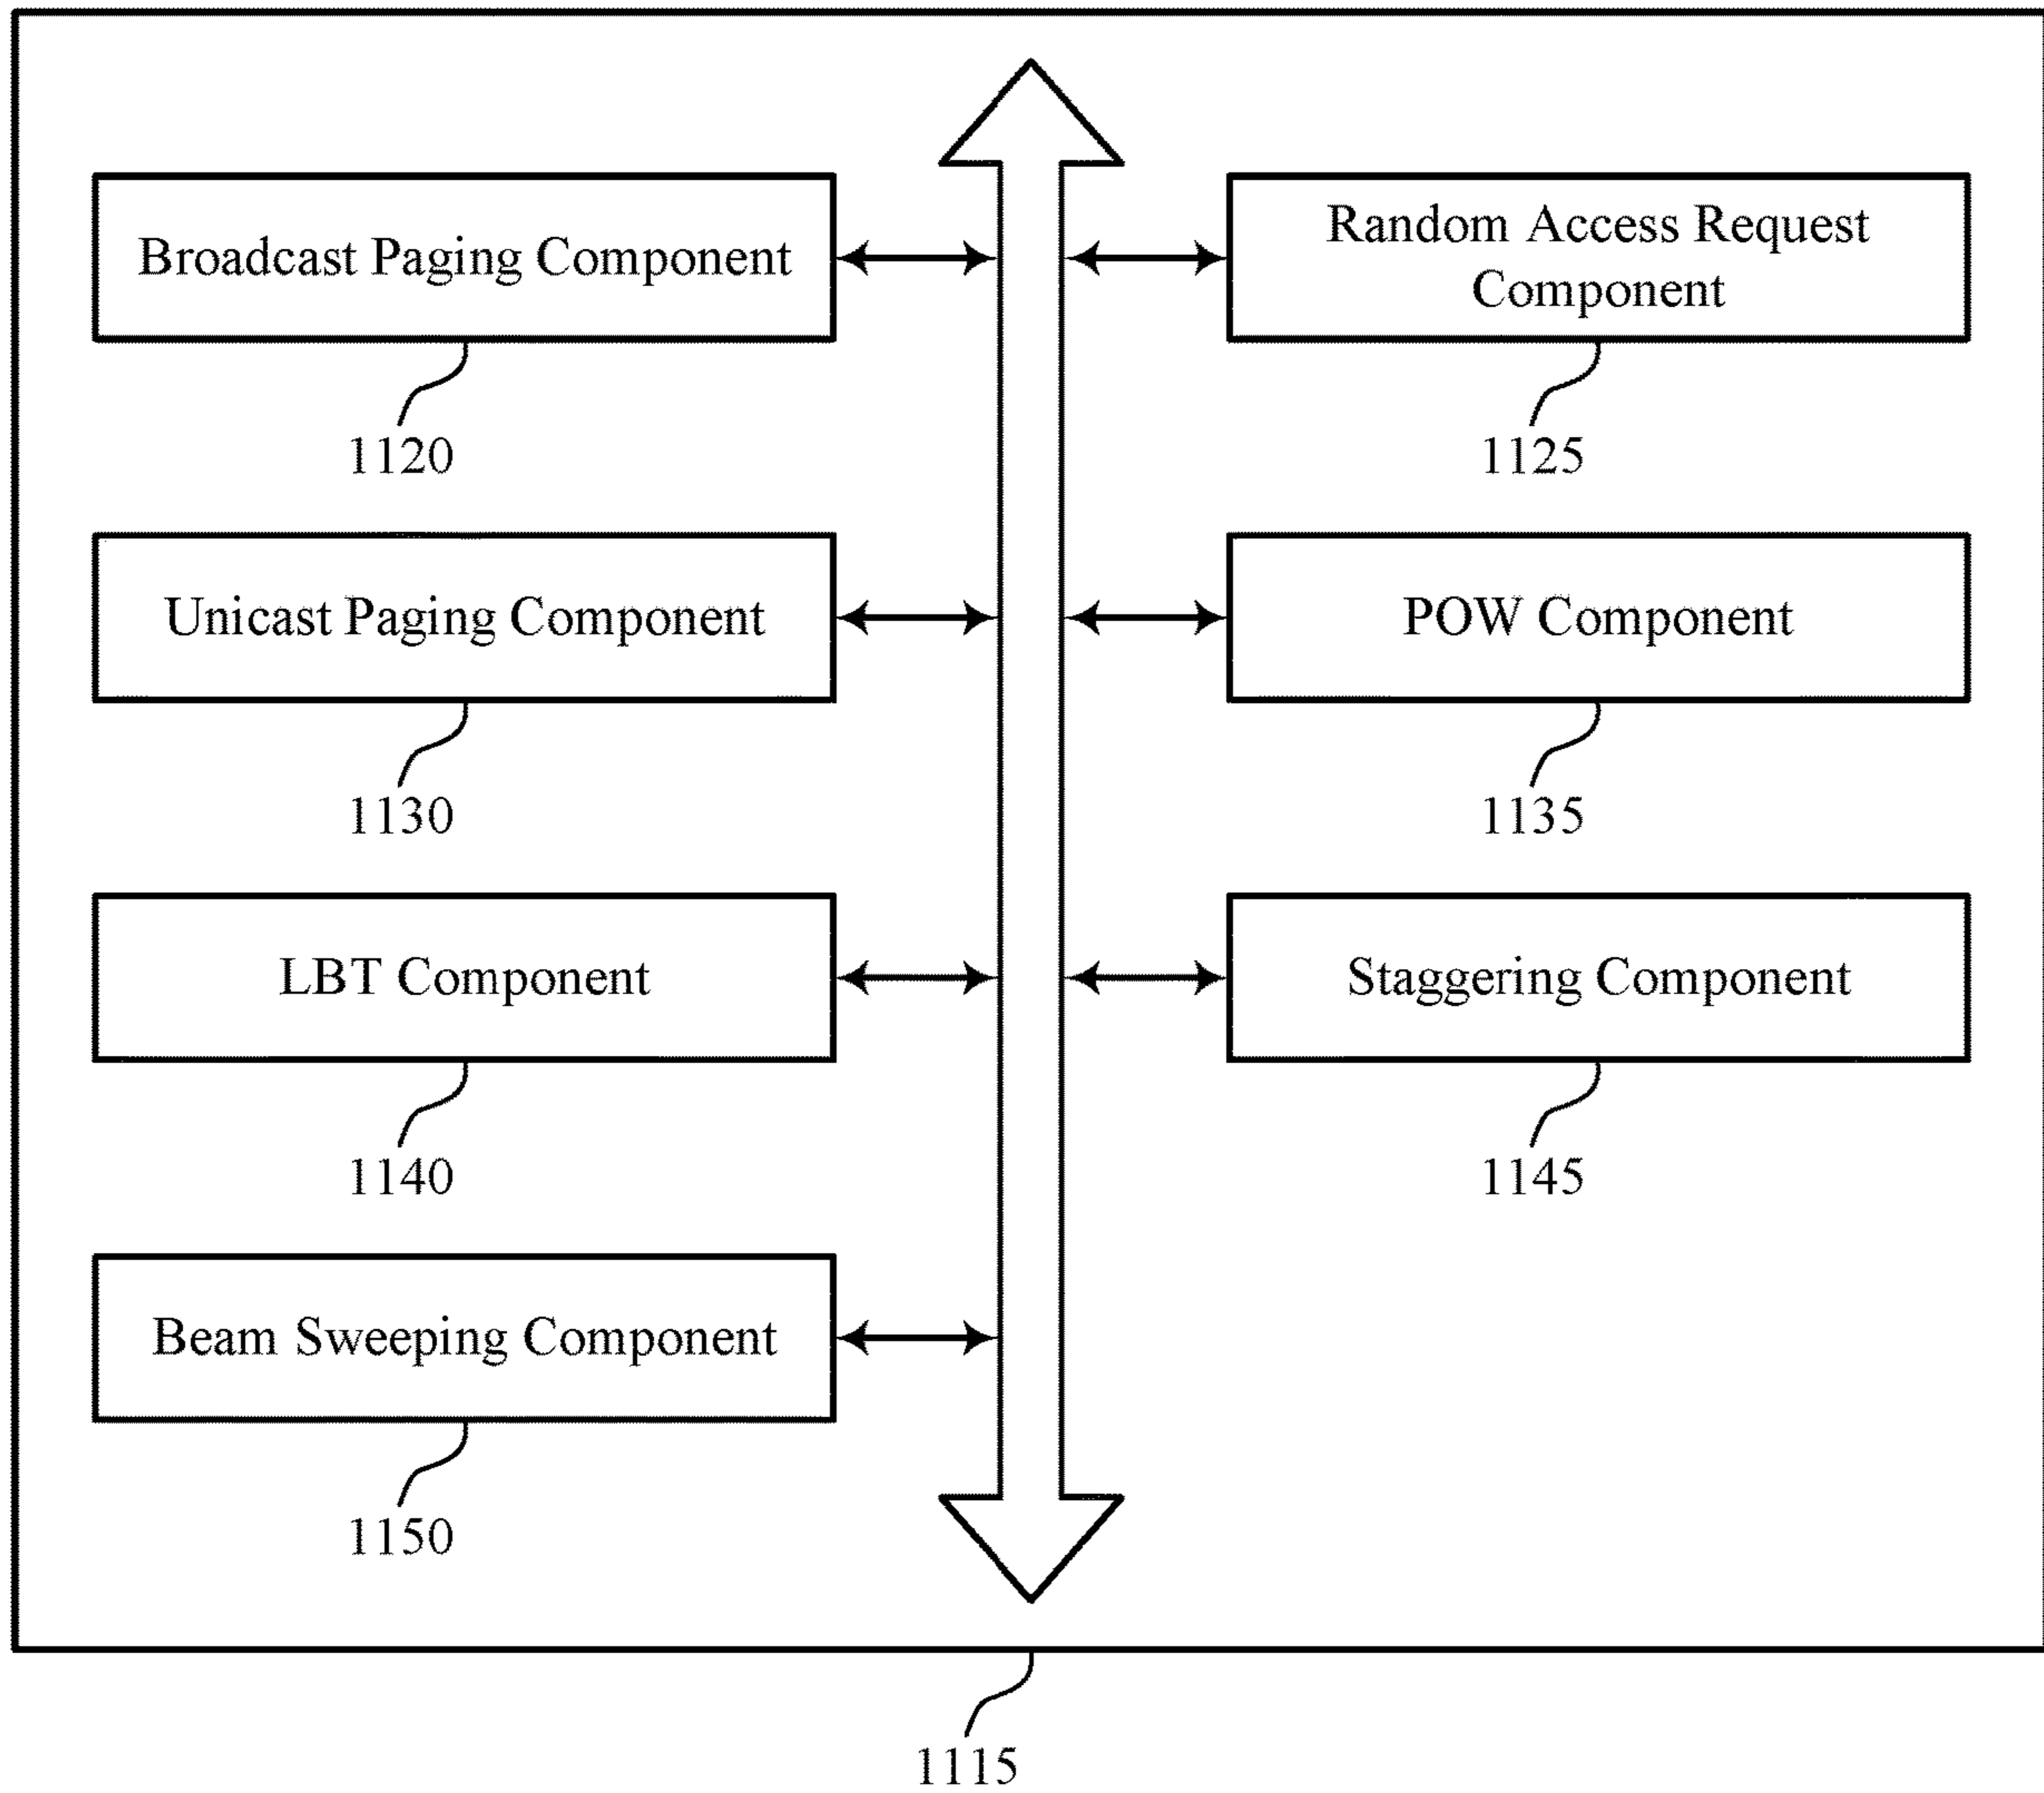 Broadcast Paging Component
1120
Random Access Request
Component
1125
Unicast Paging Component
1130
POW Component
1135
LBT Component
1140
Staggering Component
1145
Beam Sweeping Component
1150
1115